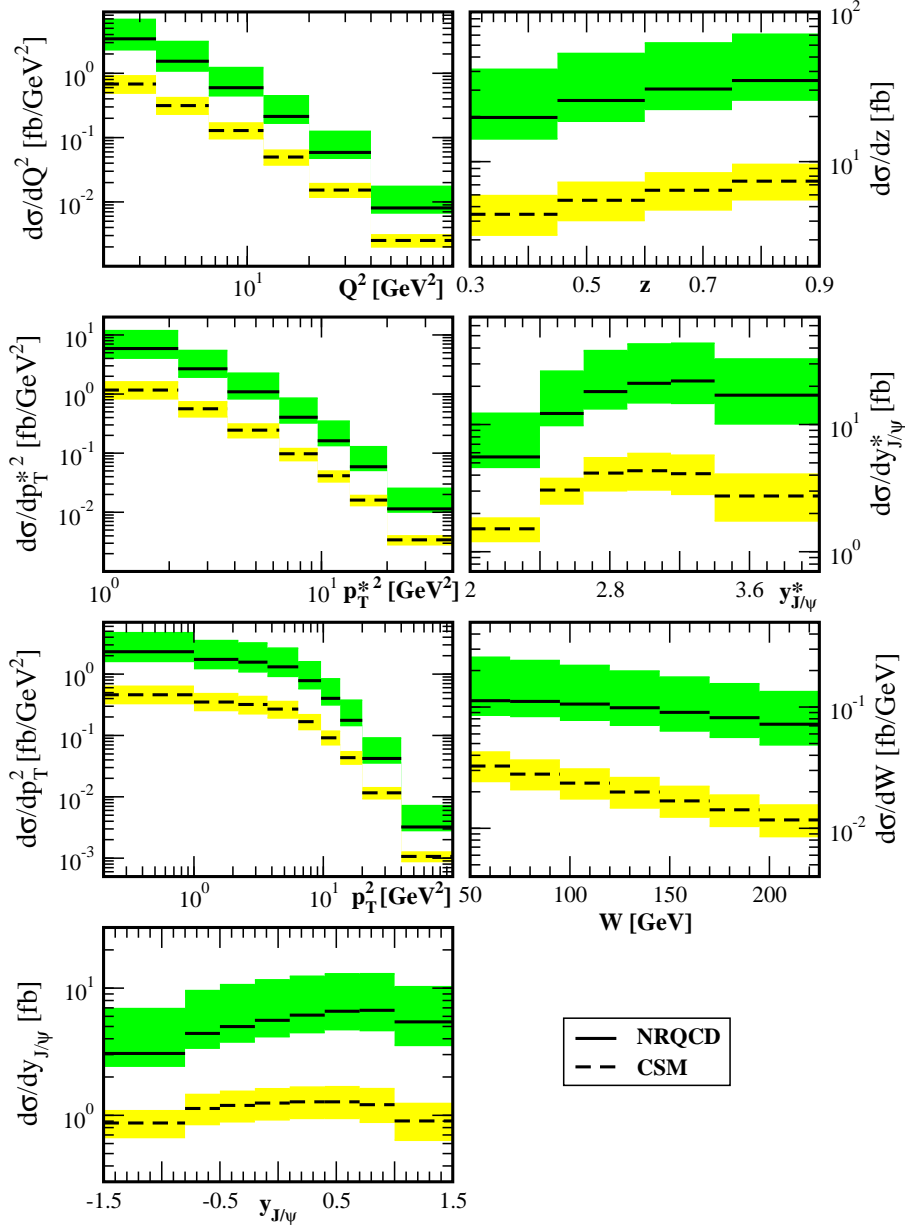 dσ/dQ² [fb/GeV²]
10⁰
10⁻¹
10⁻²
10¹
Q² [GeV²]
10²
10¹
dσ/dz [fb]
0.3 0.5 z 0.7 0.9
dσ/dp*_T² [fb/GeV²]
10¹
10⁰
10⁻¹
10⁻²
10⁰ 10¹ p*_T² [GeV²]
10¹
10⁰
dσ/dy*_J/ψ [fb]
2 2.8 3.6 y*_J/ψ
dσ/dp_T² [fb/GeV²]
10⁰
10⁻¹
10⁻²
10⁻³
10⁰ 10¹ p_T² [GeV²]
10⁻¹
10⁻²
dσ/dW [fb/GeV]
50 100 150 200
W [GeV]
dσ/dy_J/ψ [fb]
10¹
10⁰
-1.5 -0.5 0.5 1.5
y_J/ψ
NRQCD
CSM